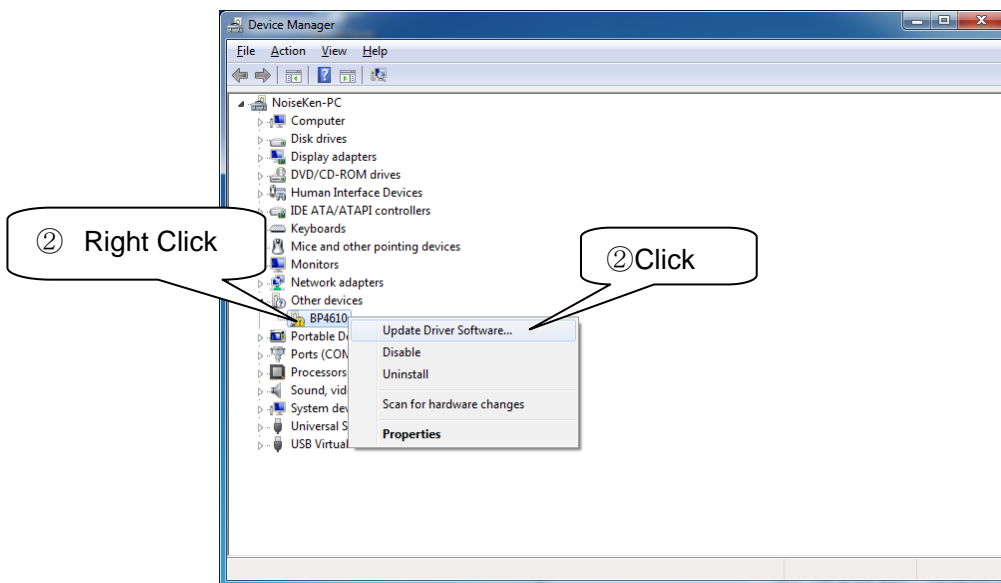 Device Manager
File Action View Help
NoiseKen-PC
Computer
Disk drives
Display adapters
DVD/CD-ROM drives
Human Interface Devices
IDE ATA/ATAPI controllers
Keyboards
② Right Click
Mice and other pointing devices
②Click
Monitors
Network adapters
Other devices
BP4610
Update Driver Software...
Portable D
Disable
Ports (CON
Processors
Uninstall
Sound, vid
Scan for hardware changes
System dev
Universal S
Properties
USB Virtual